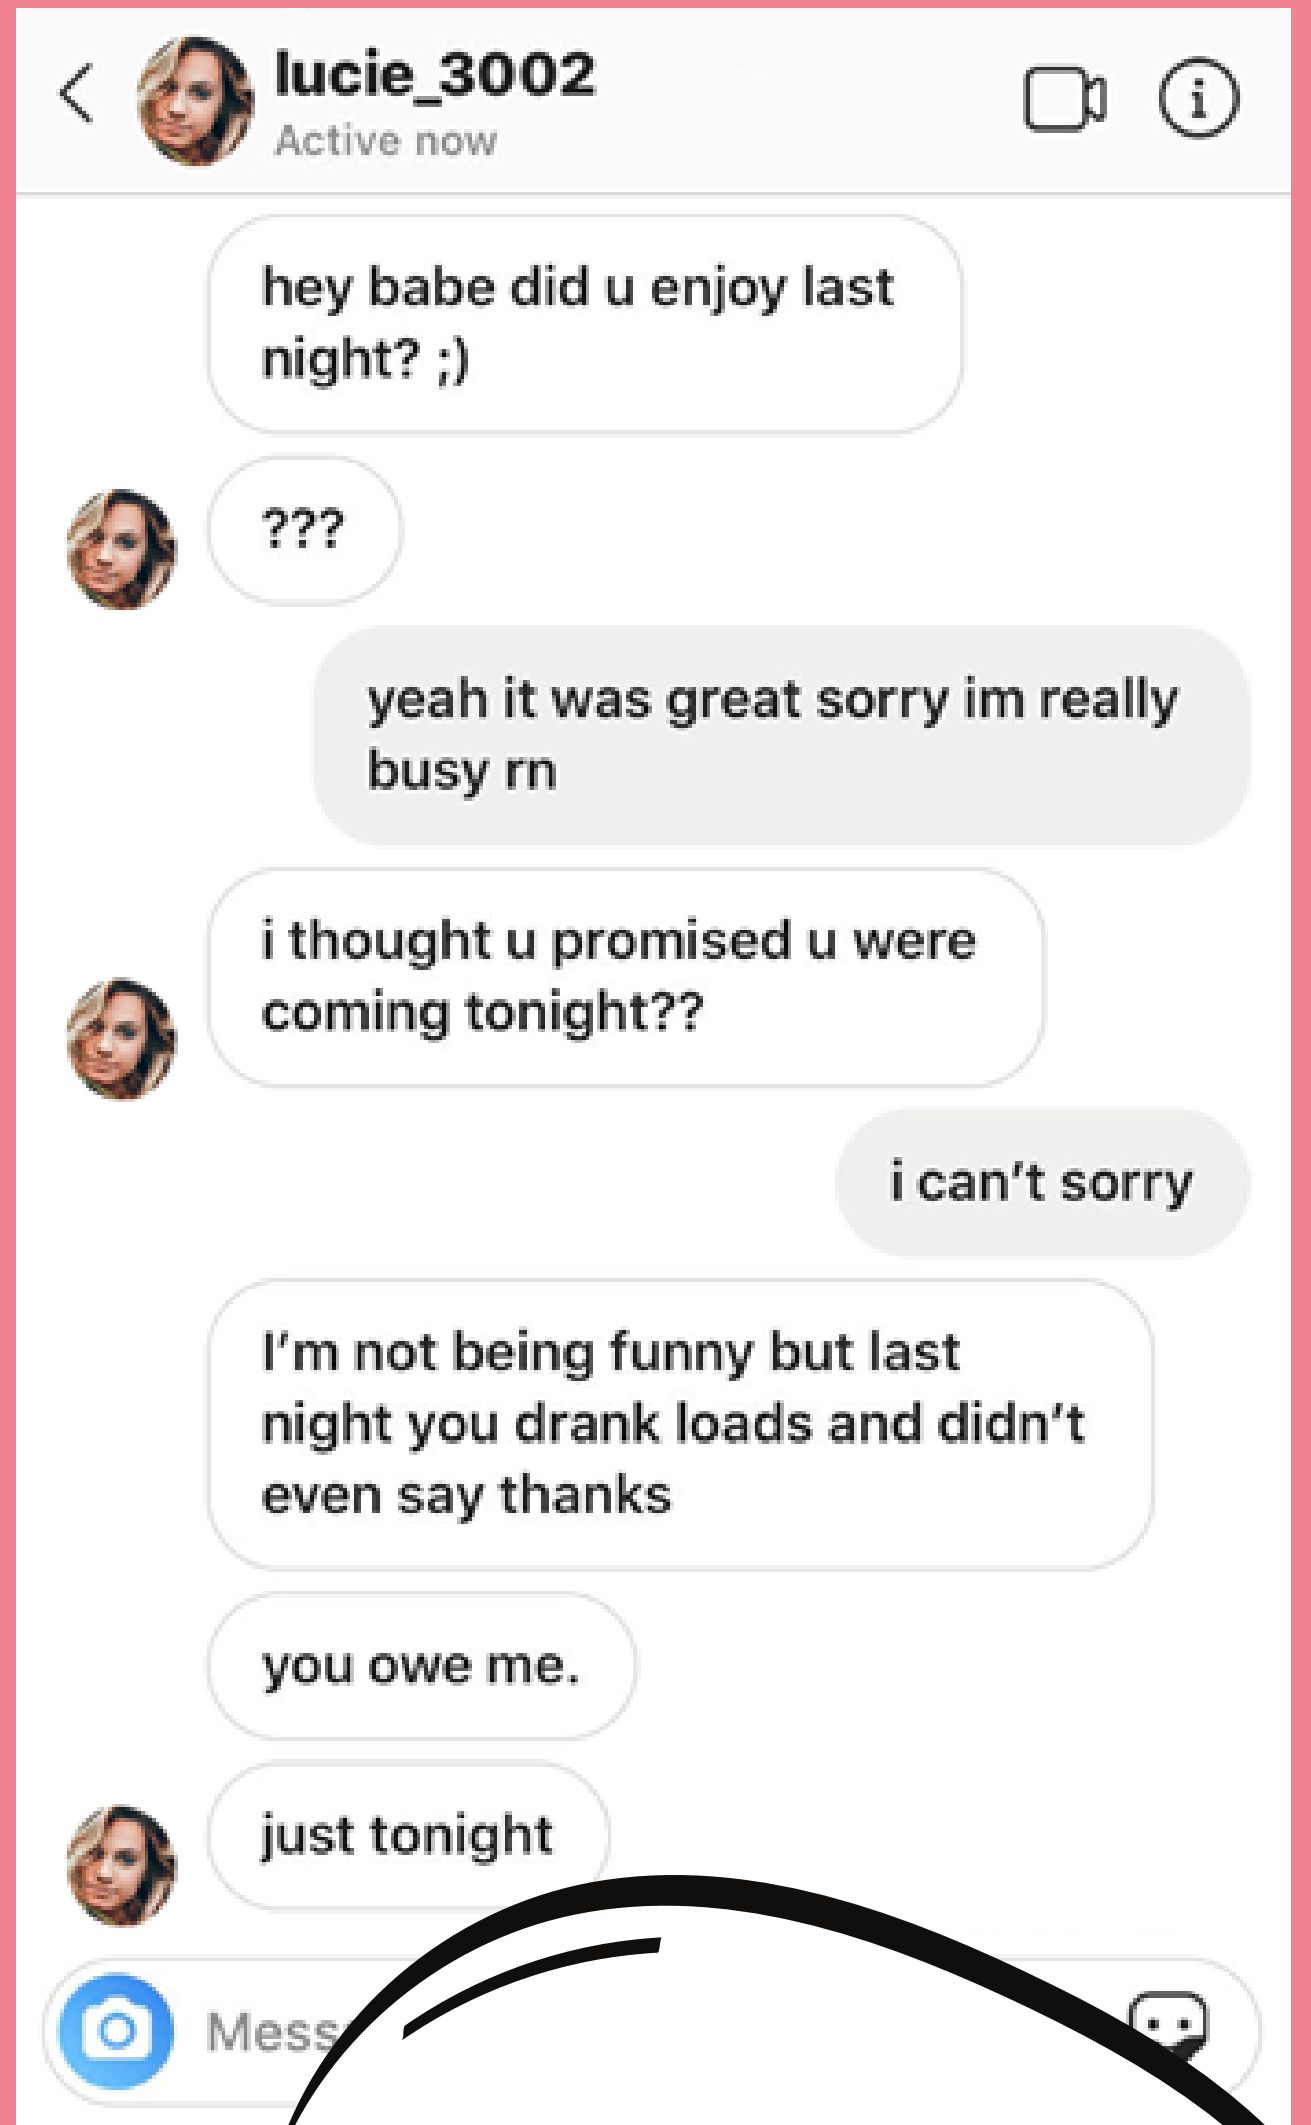 lucie_3002
Active now
hey babe did u enjoy last
night? ;)
???
yeah it was great sorry im really
busy rn
i thought u promised u were
coming tonight??
i can't sorry
I'm not being funny but last
night you drank loads and didn't
even say thanks
you owe me.
just tonight